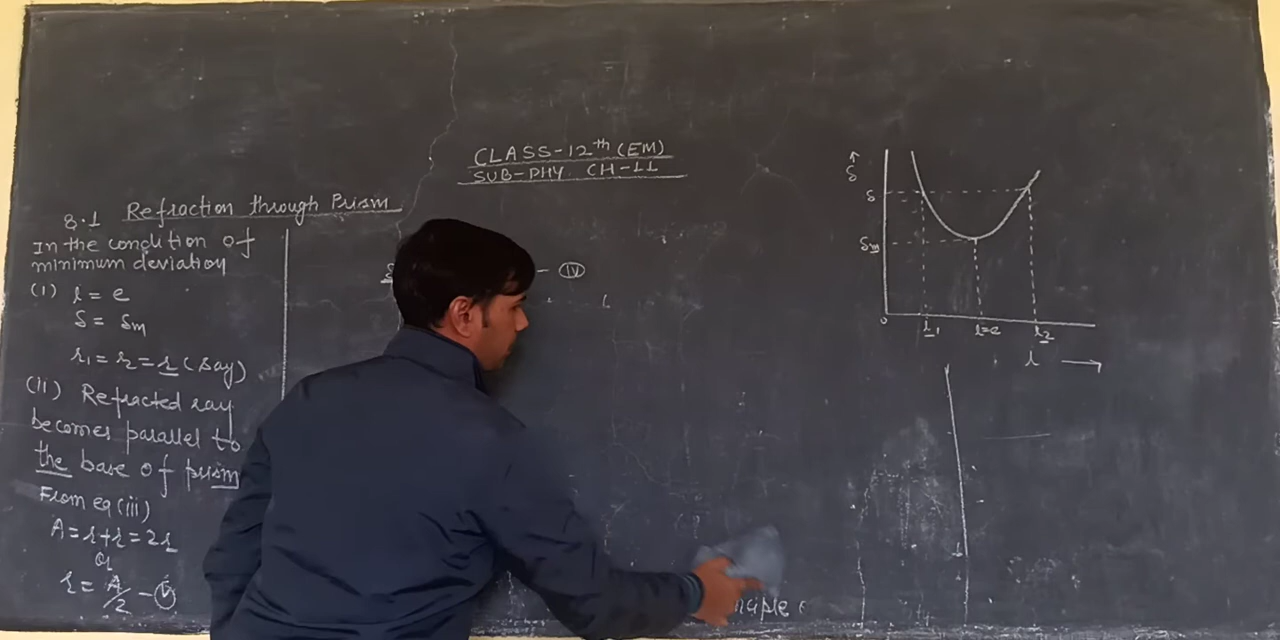 CLASS-12th (EM)
SUB-PHY. CH-11
8.1 Refraction through Prism
In the condition of
minimum deviation
(i) i = e
δ = δm
r₁ = r₂ = r (say)
(ii) Refracted ray
becomes parallel to
the base of prism
From eq (iii)
A = r+r = 2r
or
r = A/2 - (V)
- (IV)
δ
δ
δm
o
i₁
i=e
i₂
i